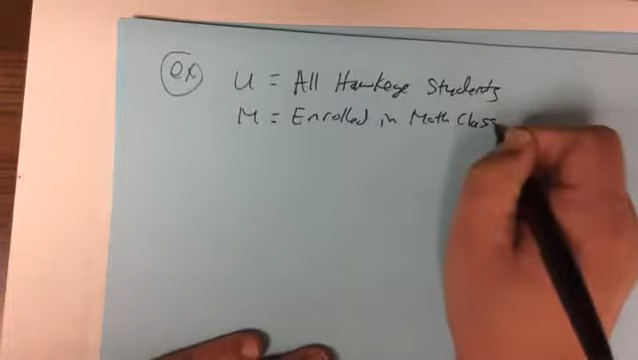 ex U = All Hawkeye Students
M = Enrolled in Math Class